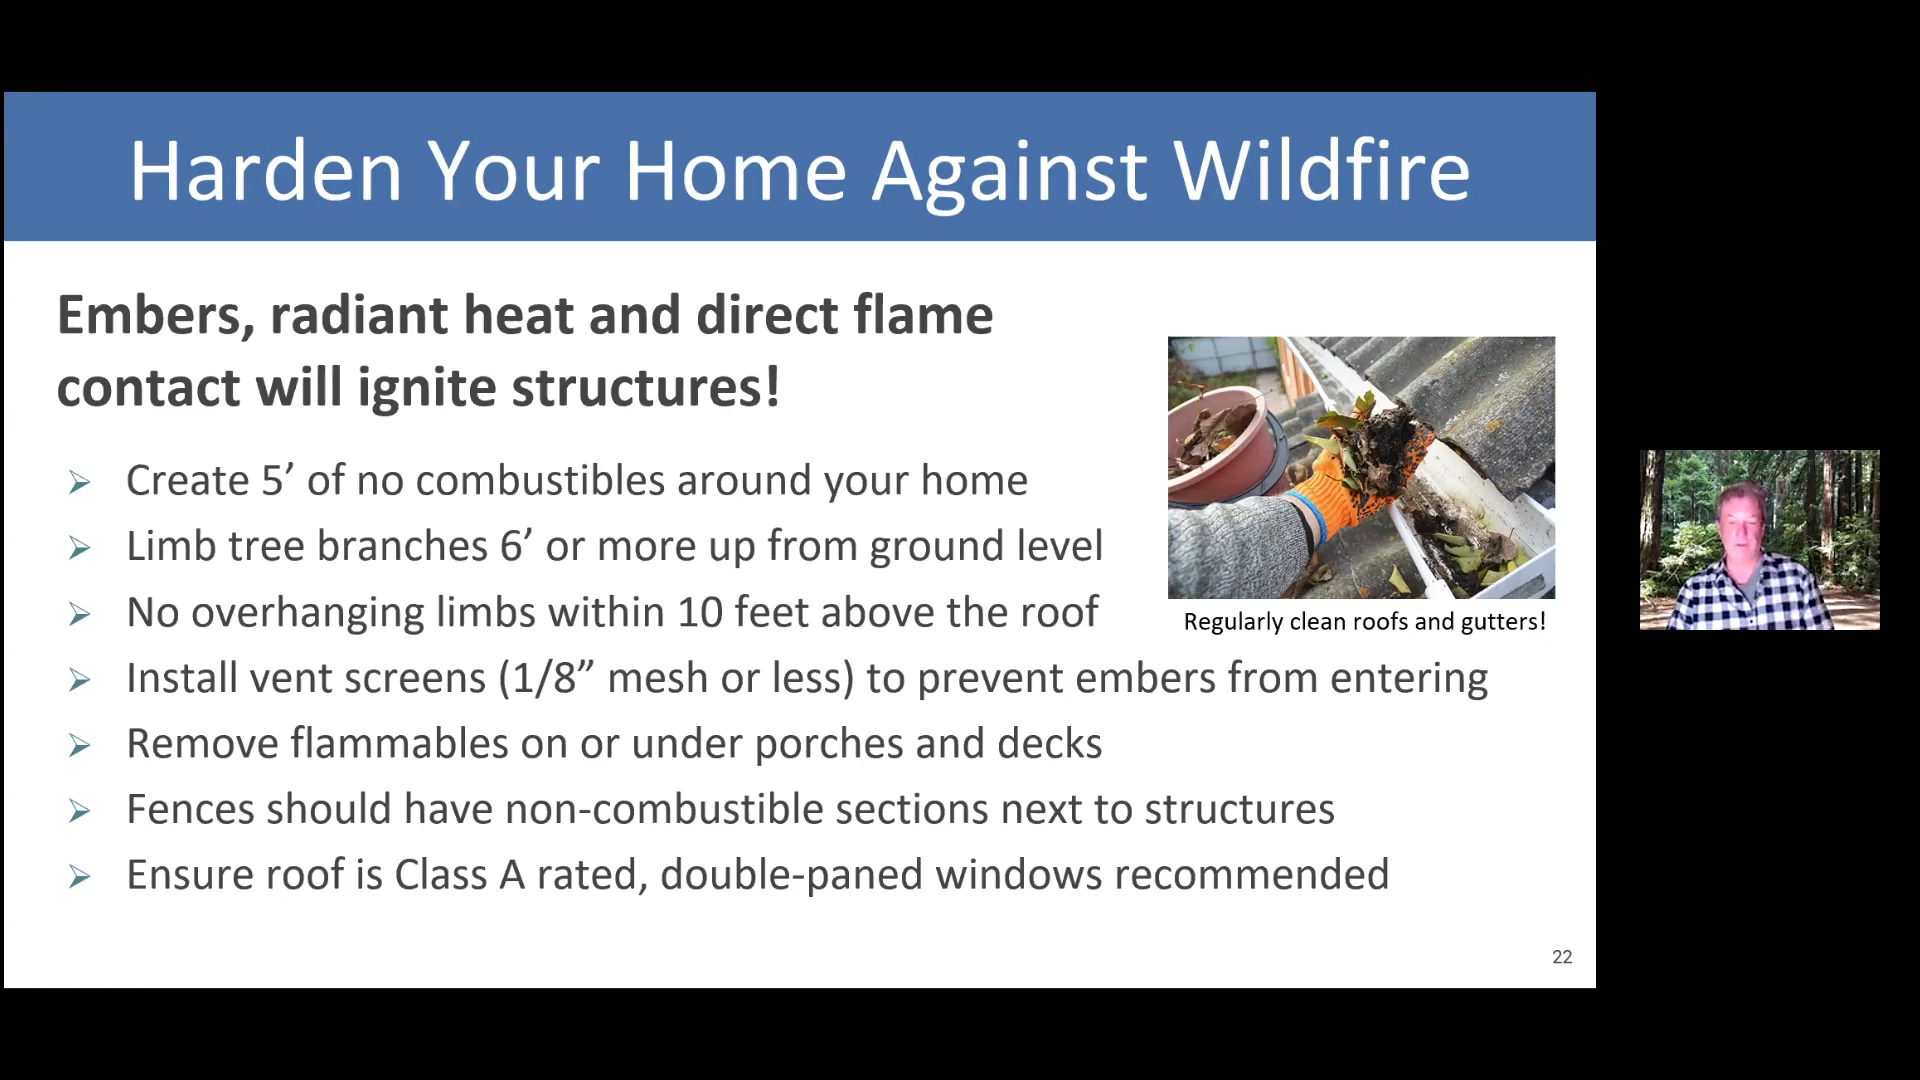 Harden Your Home Against Wildfire
Embers, radiant heat and direct flame
contact will ignite structures!
➢ Create 5’ of no combustibles around your home
➢ Limb tree branches 6’ or more up from ground level
➢ No overhanging limbs within 10 feet above the roof
➢ Install vent screens (1/8” mesh or less) to prevent embers from entering
➢ Remove flammables on or under porches and decks
➢ Fences should have non-combustible sections next to structures
➢ Ensure roof is Class A rated, double-paned windows recommended
Regularly clean roofs and gutters!
22